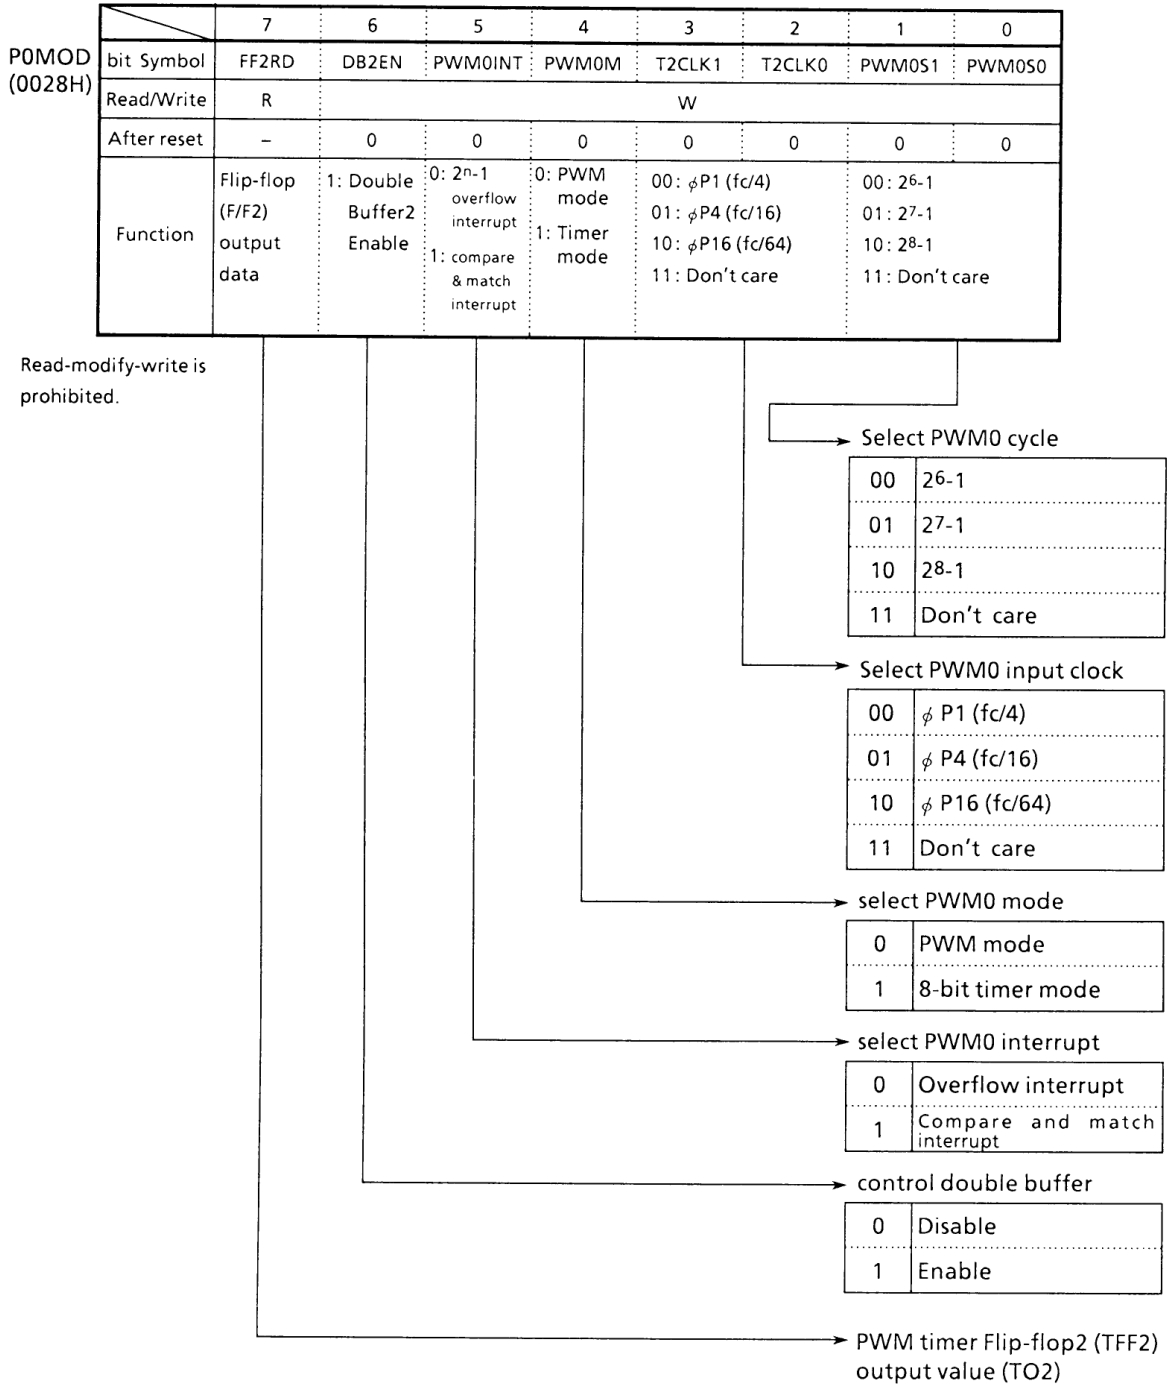 7 6 5 4 3 2 1 0
P0MOD
(0028H)
bit Symbol FF2RD DB2EN PWM0INT PWM0M T2CLK1 T2CLK0 PWM0S1 PWM0S0
Read/Write R W
After reset – 0 0 0 0 0 0 0
Function
Flip-flop
(F/F2)
output
data
1: Double
Buffer2
Enable
0: 2n-1
overflow
interrupt
1: compare
& match
interrupt
0: PWM
mode
1: Timer
mode
00: φP1 (fc/4)
01: φP4 (fc/16)
10: φP16 (fc/64)
11: Don't care
00: 26-1
01: 27-1
10: 28-1
11: Don't care
Read-modify-write is
prohibited.
Select PWM0 cycle
00 26-1
01 27-1
10 28-1
11 Don't care
Select PWM0 input clock
00 φ P1 (fc/4)
01 φ P4 (fc/16)
10 φ P16 (fc/64)
11 Don't care
select PWM0 mode
0 PWM mode
1 8-bit timer mode
select PWM0 interrupt
0 Overflow interrupt
1 Compare and match
interrupt
control double buffer
0 Disable
1 Enable
PWM timer Flip-flop2 (TFF2)
output value (TO2)